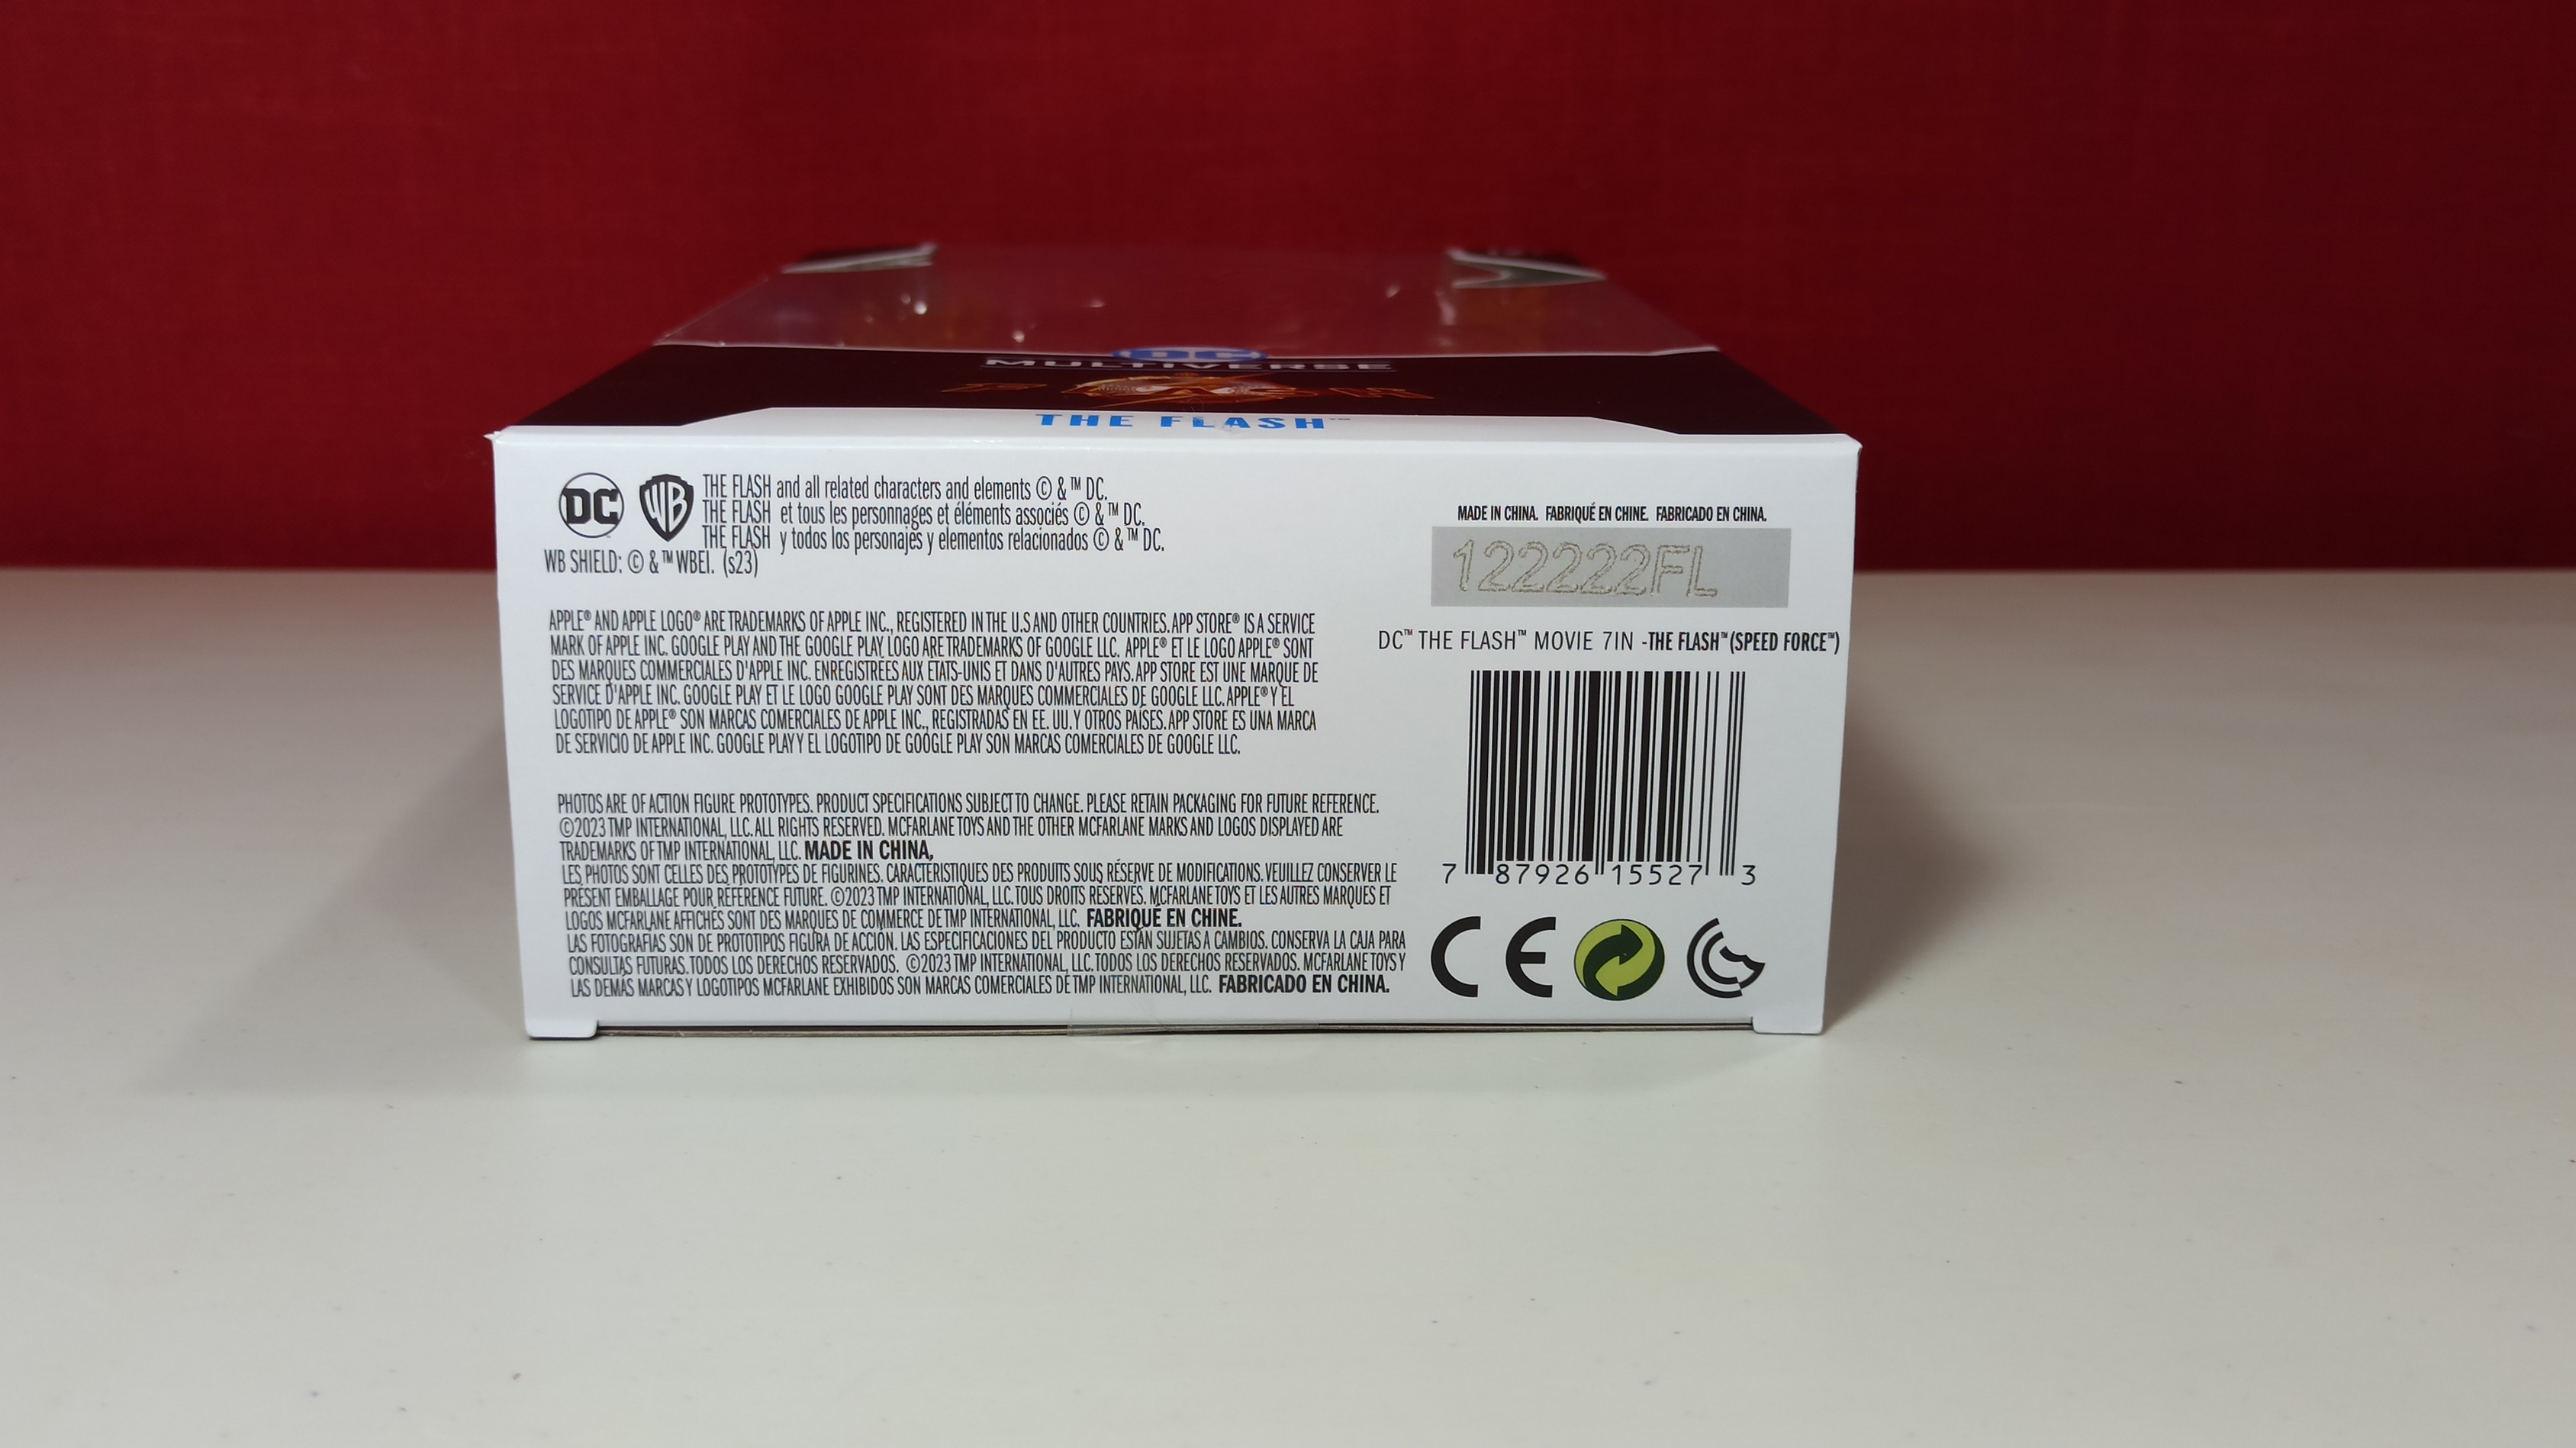 DC
MULTIVERSE
THE FLASH™
DC
WB
THE FLASH and all related characters and elements © & ™ DC.
THE FLASH et tous les personnages et éléments associés © & ™ DC.
THE FLASH y todos los personajes y elementos relacionados © & ™ DC.
WB SHIELD: © & ™ WBEI. (s23)
APPLE® AND APPLE LOGO® ARE TRADEMARKS OF APPLE INC., REGISTERED IN THE U.S AND OTHER COUNTRIES. APP STORE® IS A SERVICE
MARK OF APPLE INC. GOOGLE PLAY AND THE GOOGLE PLAY LOGO ARE TRADEMARKS OF GOOGLE LLC. APPLE® ET LE LOGO APPLE® SONT
DES MARQUES COMMERCIALES D'APPLE INC. ENREGISTRÉES AUX ÉTATS-UNIS ET DANS D'AUTRES PAYS. APP STORE EST UNE MARQUE DE
SERVICE D'APPLE INC. GOOGLE PLAY ET LE LOGO GOOGLE PLAY SONT DES MARQUES COMMERCIALES DE GOOGLE LLC. APPLE® Y EL
LOGOTIPO DE APPLE® SON MARCAS COMERCIALES DE APPLE INC., REGISTRADAS EN EE. UU. Y OTROS PAÍSES. APP STORE ES UNA MARCA
DE SERVICIO DE APPLE INC. GOOGLE PLAY Y EL LOGOTIPO DE GOOGLE PLAY SON MARCAS COMERCIALES DE GOOGLE LLC.
PHOTOS ARE OF ACTION FIGURE PROTOTYPES. PRODUCT SPECIFICATIONS SUBJECT TO CHANGE. PLEASE RETAIN PACKAGING FOR FUTURE REFERENCE.
©2023 TMP INTERNATIONAL, LLC. ALL RIGHTS RESERVED. MCFARLANE TOYS AND THE OTHER MCFARLANE MARKS AND LOGOS DISPLAYED ARE
TRADEMARKS OF TMP INTERNATIONAL, LLC. MADE IN CHINA,
LES PHOTOS SONT CELLES DES PROTOTYPES DE FIGURINES. CARACTÉRISTIQUES DES PRODUITS SOUS RÉSERVE DE MODIFICATIONS. VEUILLEZ CONSERVER LE
PRÉSENT EMBALLAGE POUR RÉFÉRENCE FUTURE. ©2023 TMP INTERNATIONAL, LLC. TOUS DROITS RÉSERVÉS. MCFARLANE TOYS ET LES AUTRES MARQUES ET
LOGOS MCFARLANE AFFICHÉS SONT DES MARQUES DE COMMERCE DE TMP INTERNATIONAL, LLC. FABRIQUÉ EN CHINE.
LAS FOTOGRAFIAS SON DE PROTOTIPOS FIGURA DE ACCIÓN. LAS ESPECIFICACIONES DEL PRODUCTO ESTÁN SUJETAS A CAMBIOS. CONSERVA LA CAJA PARA
CONSULTAS FUTURAS. TODOS LOS DERECHOS RESERVADOS. ©2023 TMP INTERNATIONAL, LLC. TODOS LOS DERECHOS RESERVADOS. MCFARLANE TOYS Y
LAS DEMÁS MARCAS Y LOGOTIPOS MCFARLANE EXHIBIDOS SON MARCAS COMERCIALES DE TMP INTERNATIONAL, LLC. FABRICADO EN CHINA.
MADE IN CHINA. FABRIQUÉ EN CHINE. FABRICADO EN CHINA.
122222FL
DC™ THE FLASH™ MOVIE 7IN -THE FLASH™ (SPEED FORCE™)
7 87926 15527 3
CE